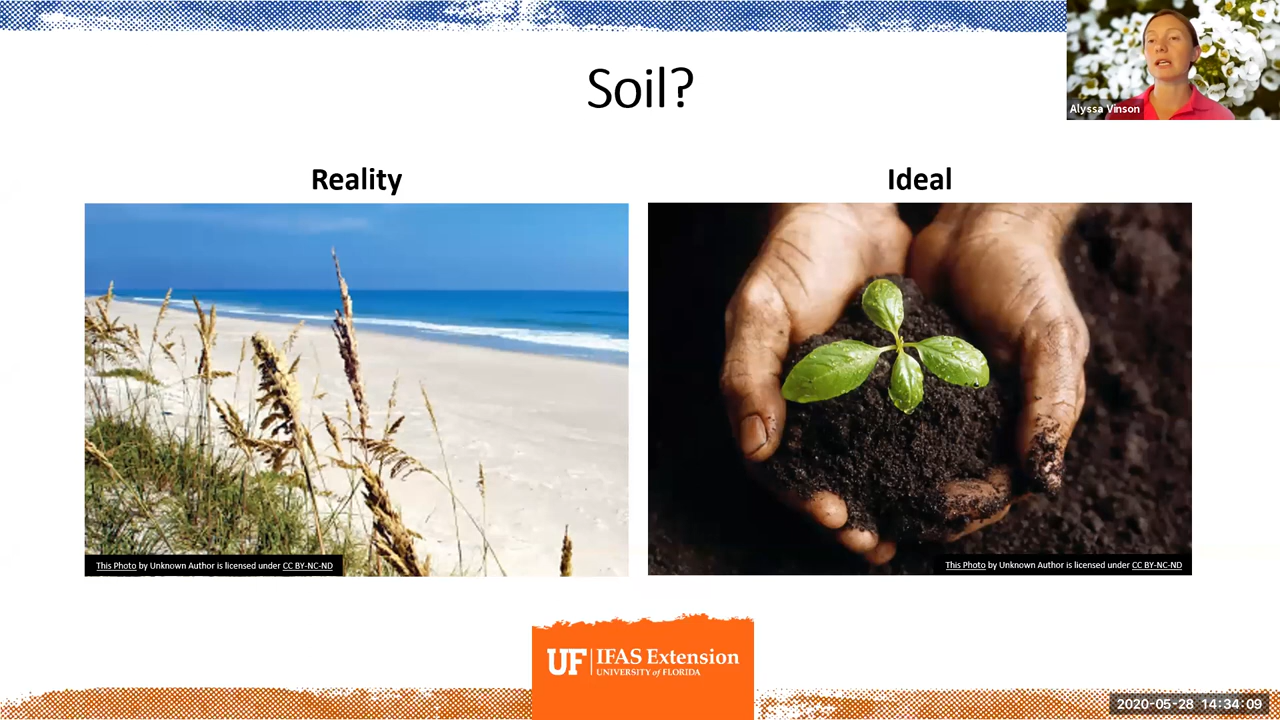 Alyssa Vinson
Soil?
Reality
Ideal
This Photo by Unknown Author is licensed under CC BY-NC-ND
This Photo by Unknown Author is licensed under CC BY-NC-ND
UF IFAS Extension
UNIVERSITY of FLORIDA
2020-05-28 14:34:09